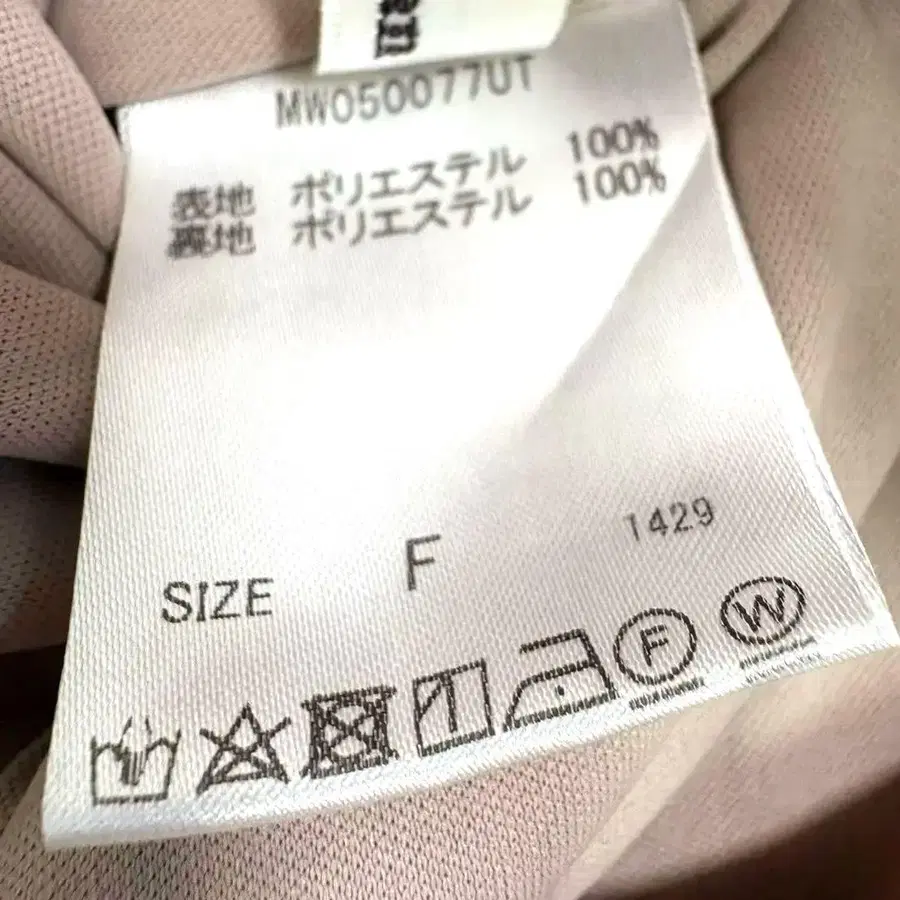 MW050077UT
表地 ポリエステル 100%
裏地 ポリエステル 100%
1429
SIZE F
F
W